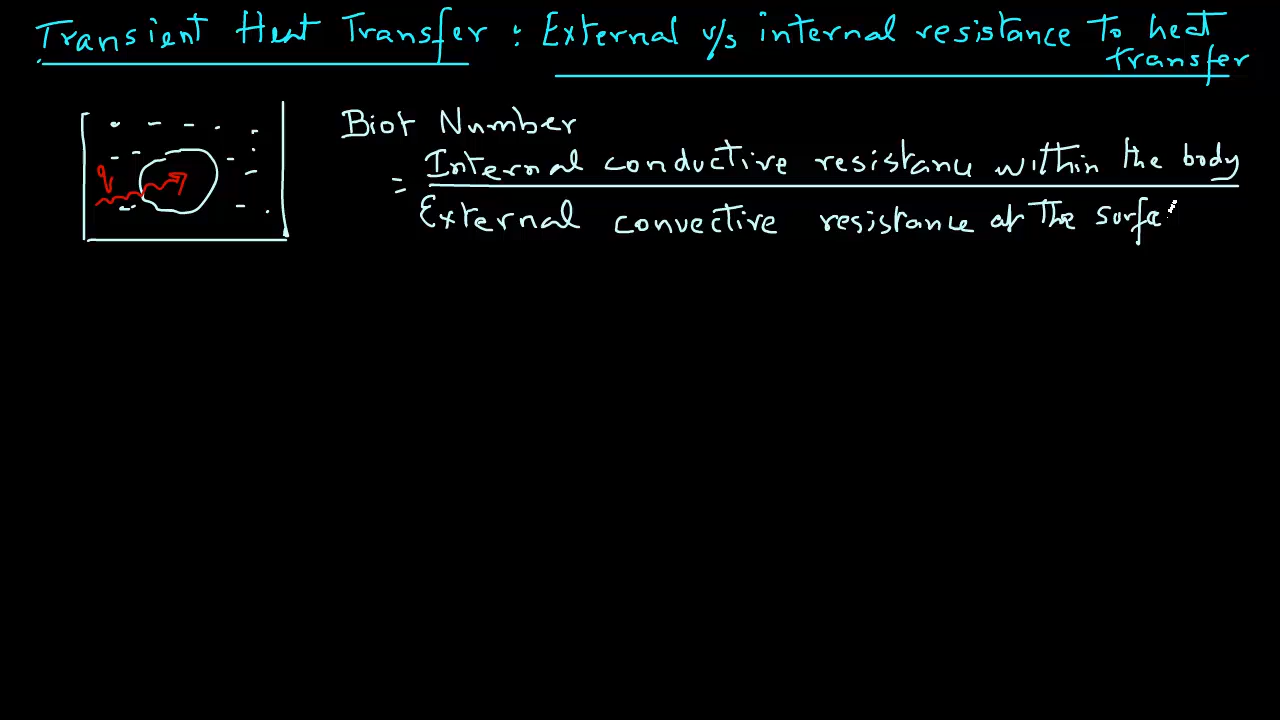 Transient Heat Transfer : External v/s internal resistance To heat
transfer
Biot Number
= Internal conductive resistance within the body
External convective resistance at The surfa
q